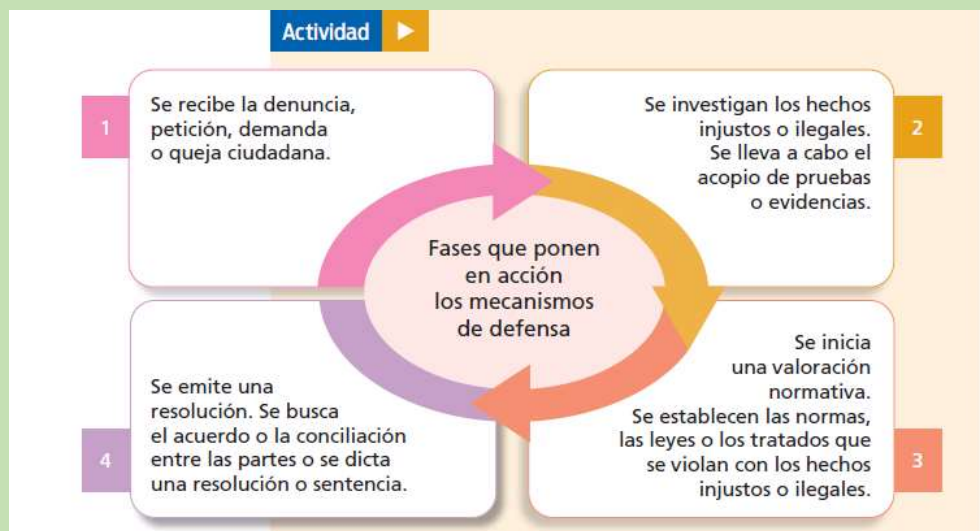 Actividad
1
Se recibe la denuncia,
petición, demanda
o queja ciudadana.
Se investigan los hechos
injustos o ilegales.
Se lleva a cabo el
acopio de pruebas
o evidencias.
2
Fases que ponen
en acción
los mecanismos
de defensa
Se inicia
una valoración
normativa.
Se establecen las normas,
las leyes o los tratados que
se violan con los hechos
injustos o ilegales.
3
4
Se emite una
resolución. Se busca
el acuerdo o la conciliación
entre las partes o se dicta
una resolución o sentencia.